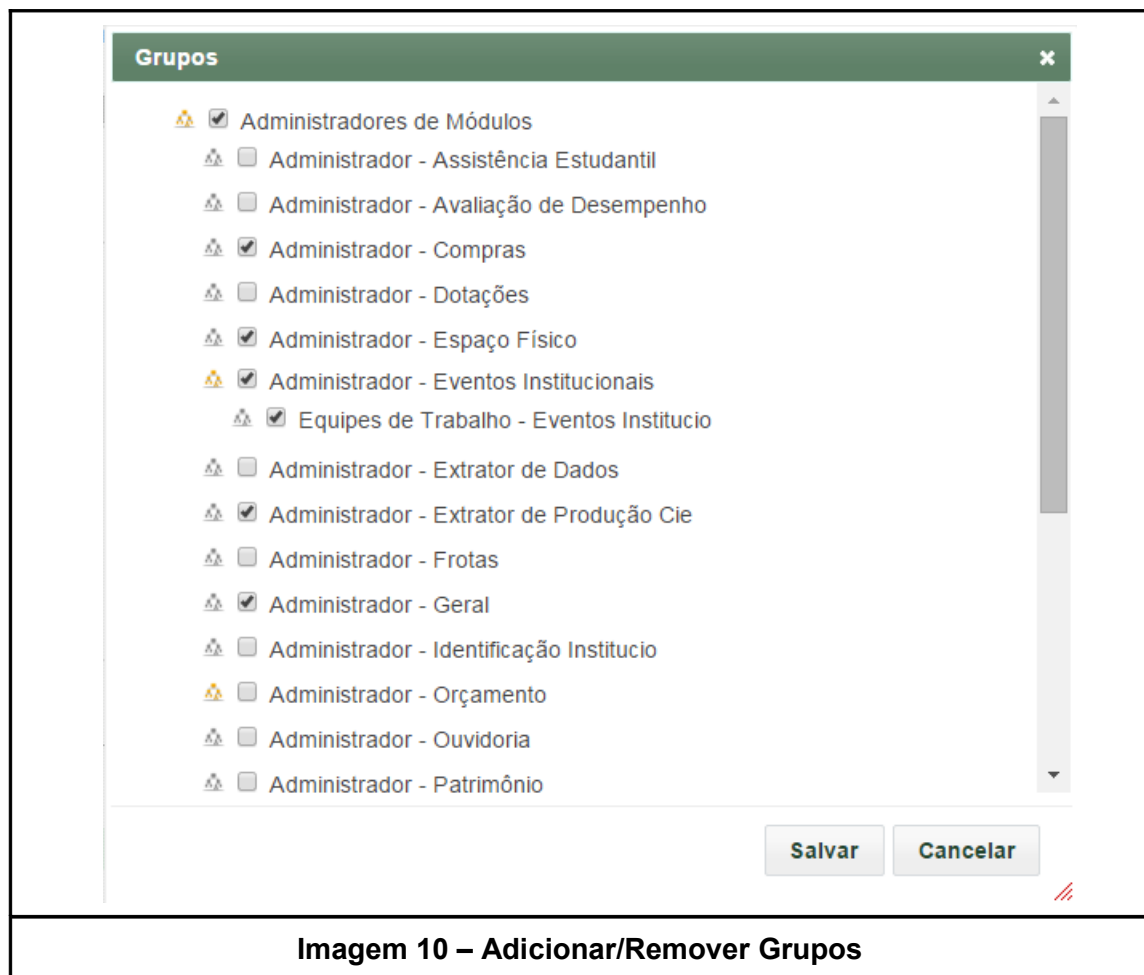 Grupos
Administradores de Módulos
Administrador - Assistência Estudantil
Administrador - Avaliação de Desempenho
Administrador - Compras
Administrador - Dotações
Administrador - Espaço Físico
Administrador - Eventos Institucionais
Equipes de Trabalho - Eventos Institucio
Administrador - Extrator de Dados
Administrador - Extrator de Produção Cie
Administrador - Frotas
Administrador - Geral
Administrador - Identificação Institucio
Administrador - Orçamento
Administrador - Ouvidoria
Administrador - Patrimônio
Salvar Cancelar
Imagem 10 – Adicionar/Remover Grupos